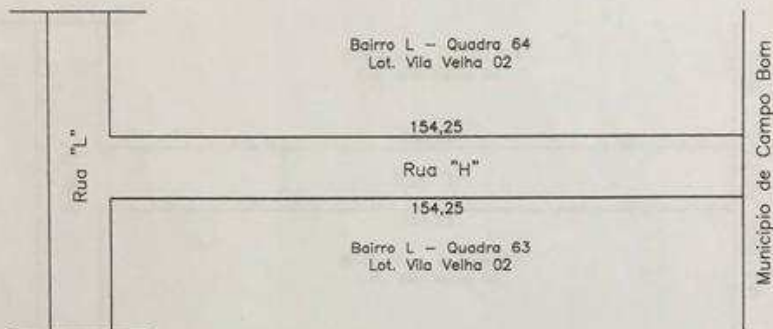 Bairro L - Quadra 64
Lot. Vila Velha 02
154,25
Rua "L"
Rua "H"
154,25
Bairro L - Quadra 63
Lot. Vila Velha 02
Município de Campo Bom